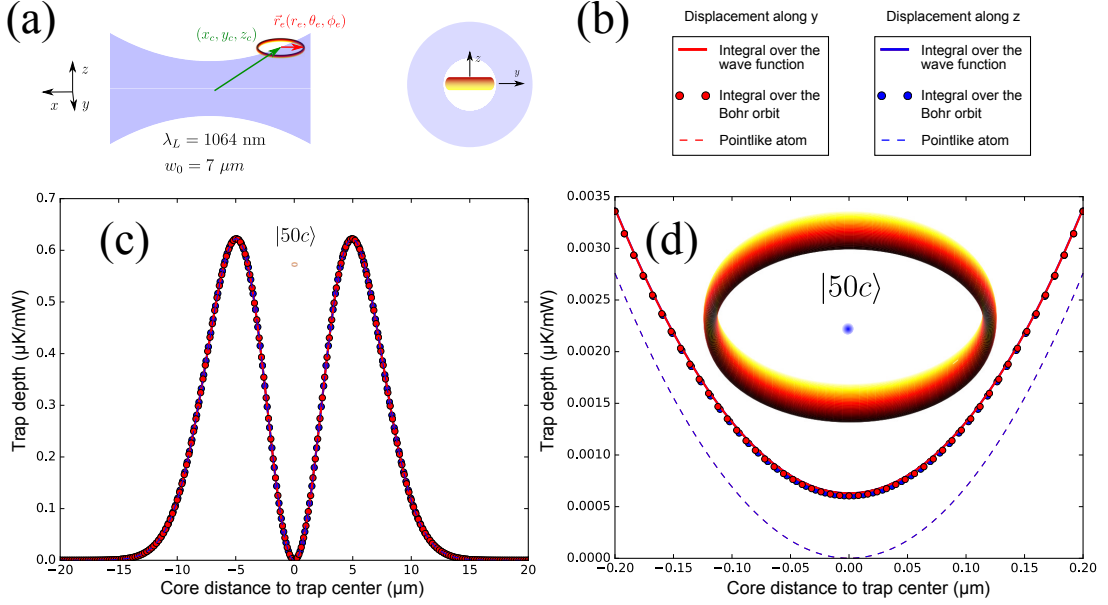 (a)
(x_c, y_c, z_c)
r⃗_e(r_e, θ_e, ϕ_e)
z
x
y
z
y
λ_L = 1064 nm
w_0 = 7 μm
(b)
Displacement along y
Displacement along z
Integral over the
wave function
Integral over the
Bohr orbit
Pointlike atom
Integral over the
wave function
Integral over the
Bohr orbit
Pointlike atom
(c)
|50c⟩
Trap depth (μK/mW)
0.7
0.6
0.5
0.4
0.3
0.2
0.1
0.0
−20 −15 −10 −5 0 5 10 15 20
Core distance to trap center (μm)
(d)
|50c⟩
Trap depth (μK/mW)
0.0035
0.0030
0.0025
0.0020
0.0015
0.0010
0.0005
0.0000
−0.20 −0.15 −0.10 −0.05 0.00 0.05 0.10 0.15 0.20
Core distance to trap center (μm)